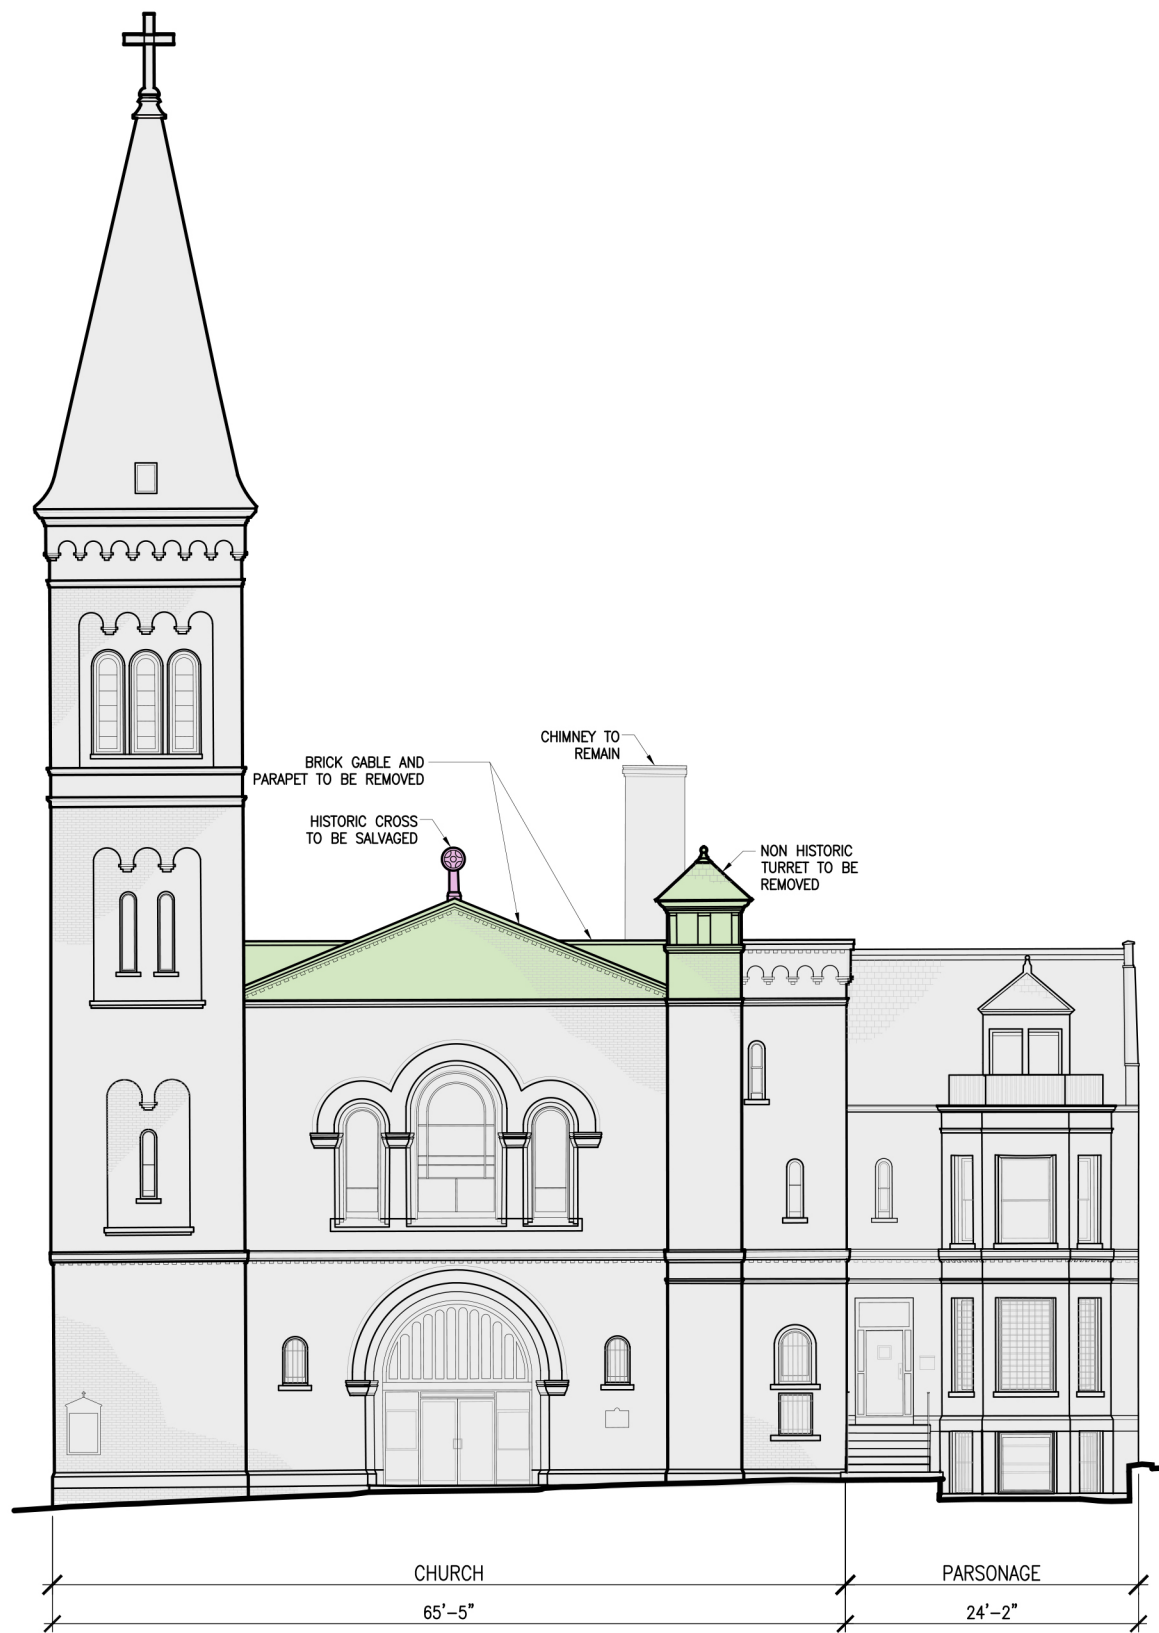 CHIMNEY TO
REMAIN
BRICK GABLE AND
PARAPET TO BE REMOVED
HISTORIC CROSS
TO BE SALVAGED
NON HISTORIC
TURRET TO BE
REMOVED
CHURCH
PARSONAGE
65'-5"
24'-2"